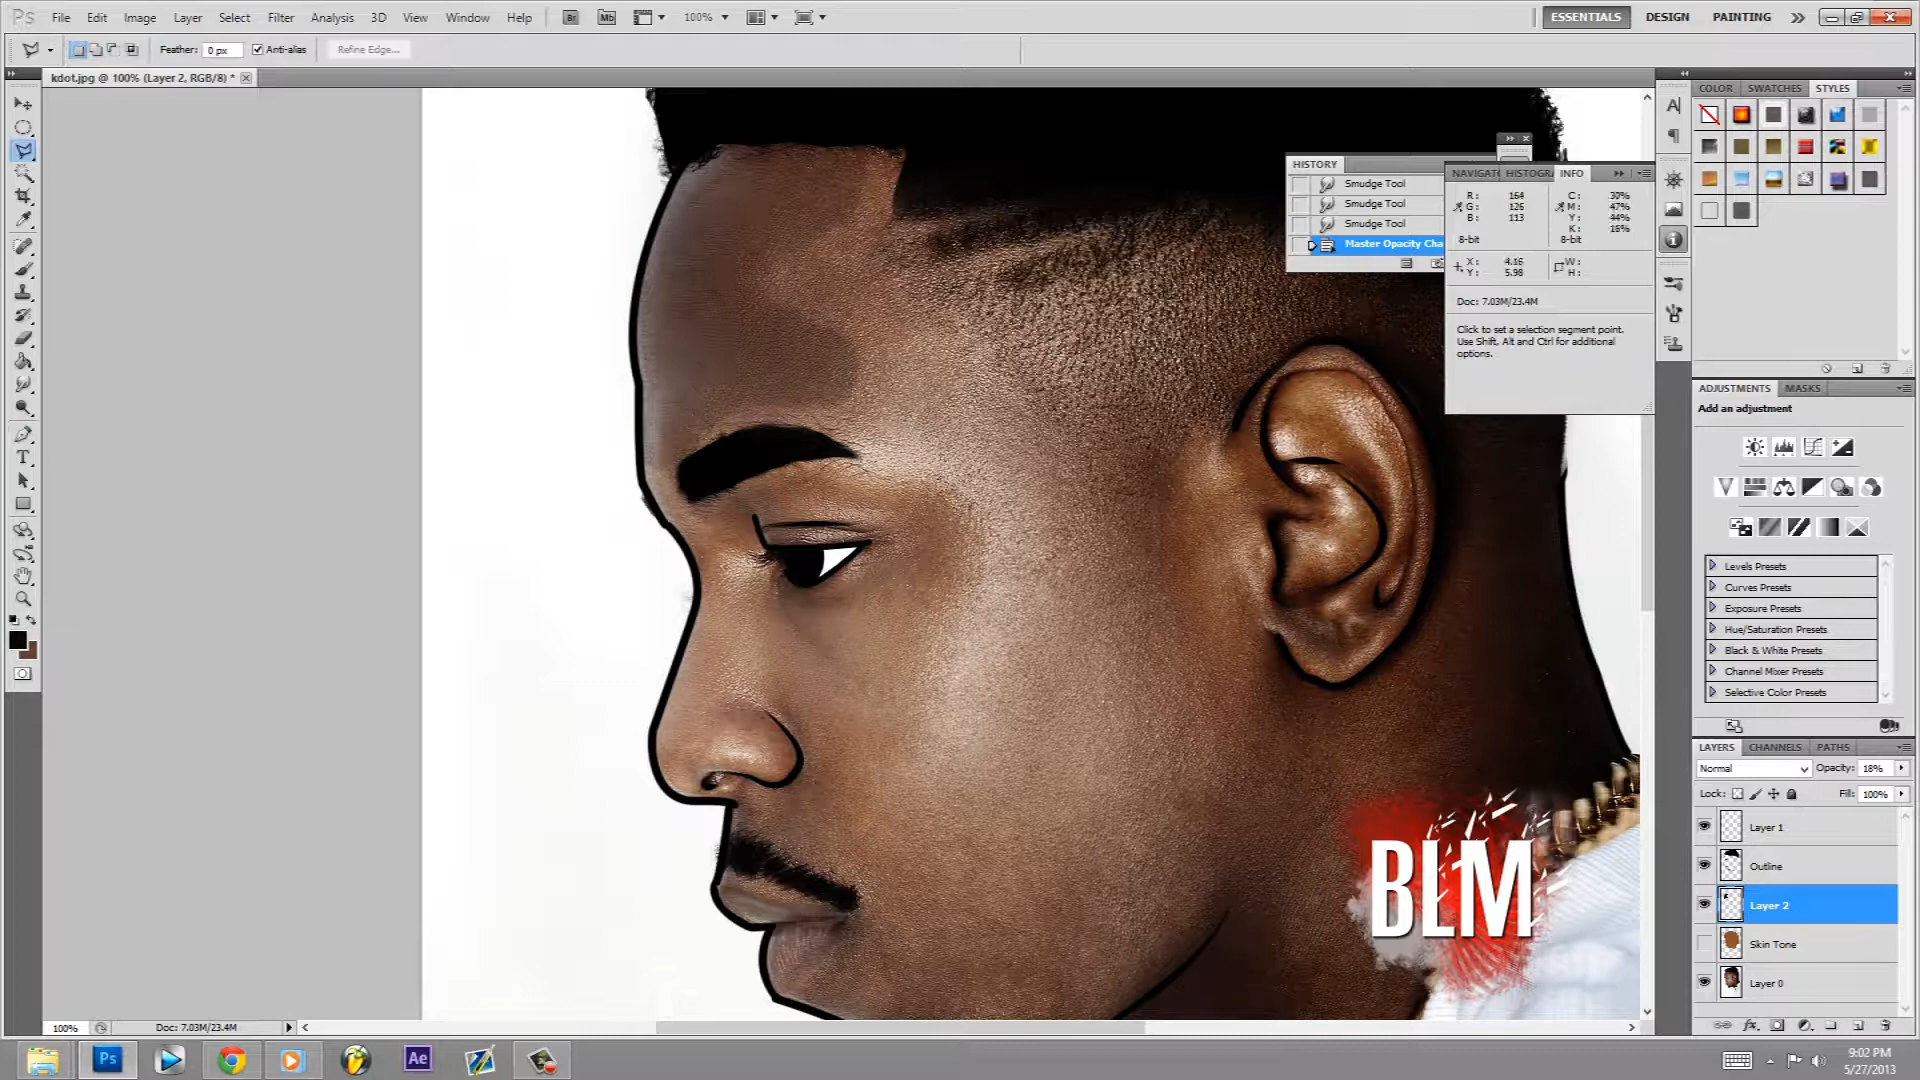 Ps File Edit Image Layer Select Filter Analysis 3D View Window Help Br Mb 100% ESSENTIALS DESIGN PAINTING
Feather: 0 px Anti-alias Refine Edge...
kdot.jpg @ 100% (Layer 2, RGB/8) *
COLOR SWATCHES STYLES
HISTORY
Smudge Tool
Smudge Tool
Smudge Tool
Master Opacity Cha
NAVIGAT HISTOGR INFO
R: 164 C: 30%
G: 126 M: 47%
B: 113 Y: 44%
K: 16%
8-bit 8-bit
X: 4.16 W:
Y: 5.98 H:
Doc: 7.03M/23.4M
Click to set a selection segment point.
Use Shift, Alt and Ctrl for additional
options.
ADJUSTMENTS MASKS
Add an adjustment
Levels Presets
Curves Presets
Exposure Presets
Hue/Saturation Presets
Black & White Presets
Channel Mixer Presets
Selective Color Presets
LAYERS CHANNELS PATHS
Normal Opacity: 18%
Lock: Fill: 100%
Layer 1
Outline
Layer 2
Skin Tone
Layer 0
BLM
100% Doc: 7.03M/23.4M
Ps Ae
9:02 PM
5/27/2013